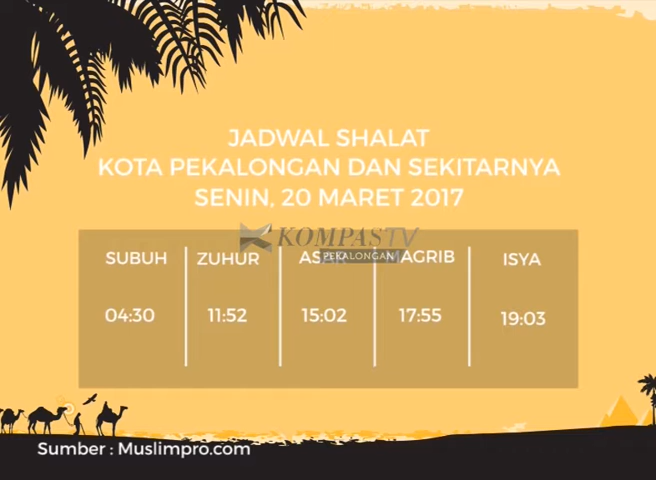 JADWAL SHALAT
KOTA PEKALONGAN DAN SEKITARNYA
SENIN, 20 MARET 2017
KOMPASTV
PEKALONGAN
SUBUH ZUHUR MAGRIB ISYA
04:30 11:52 15:02 17:55 19:03
Sumber : Muslimpro.com